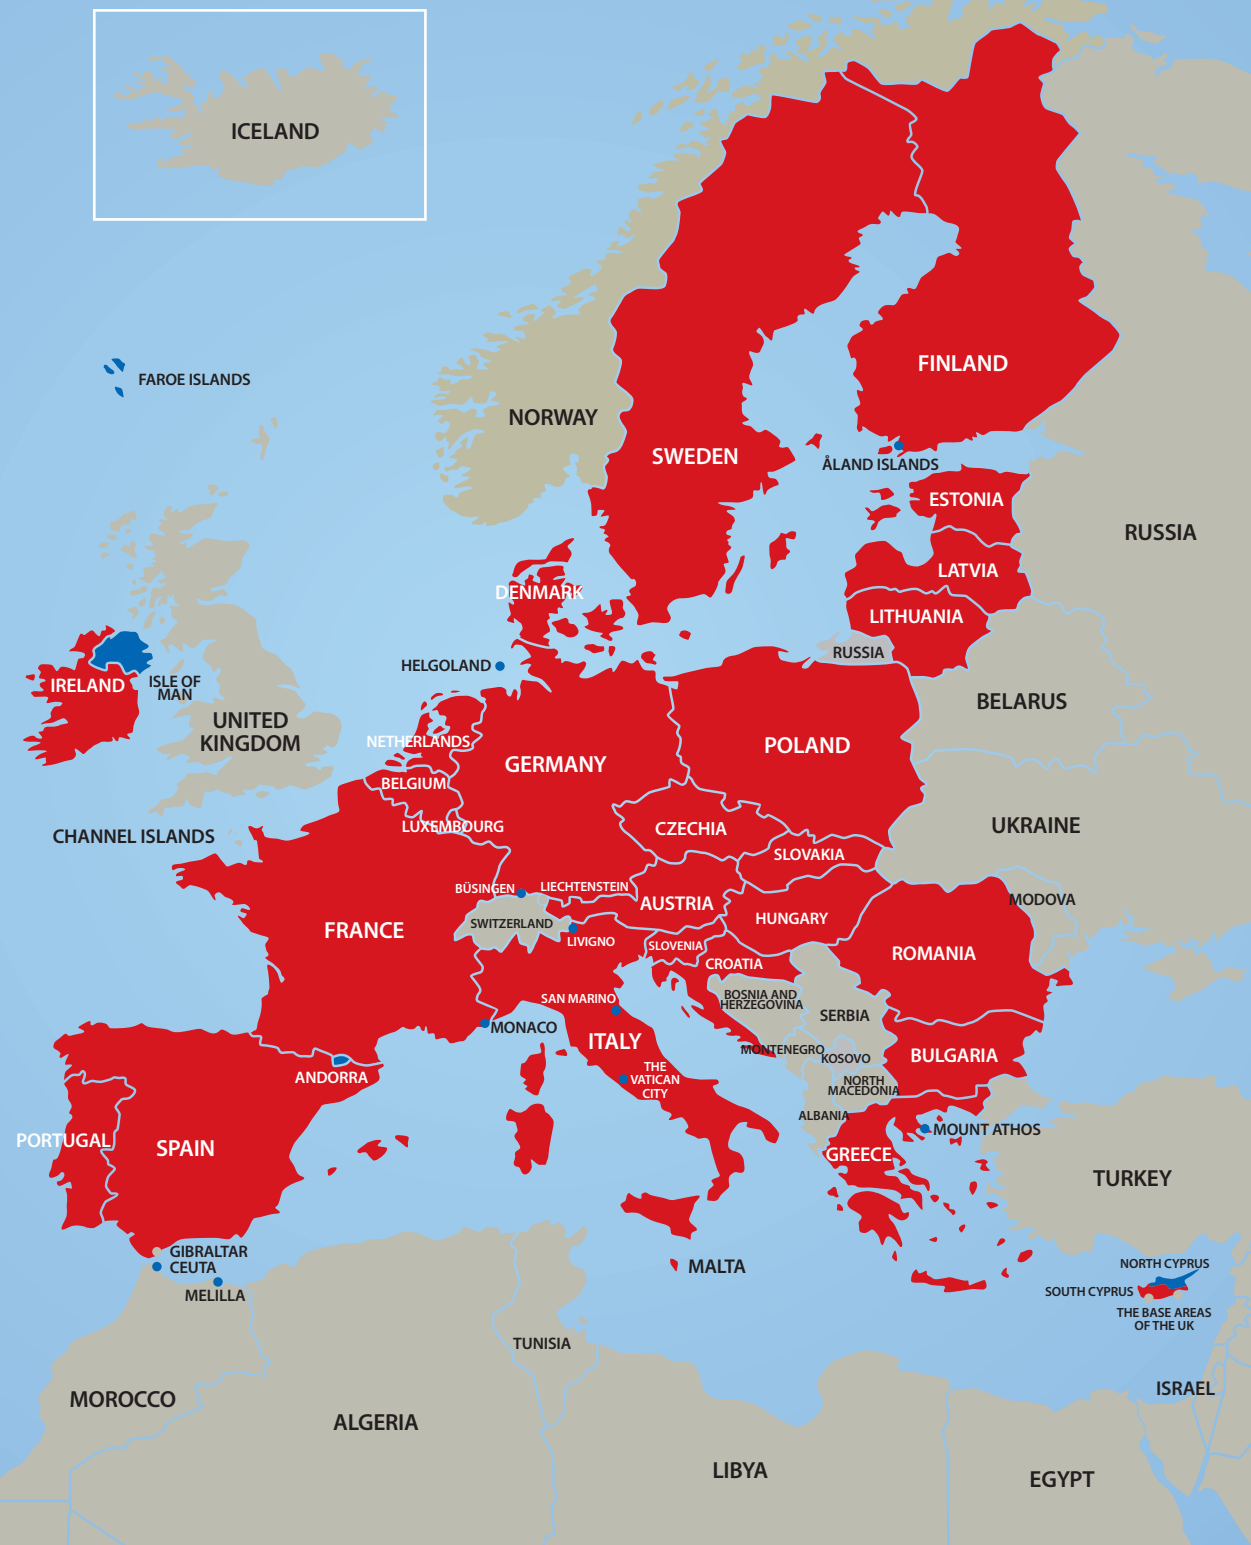 ICELAND
FAROE ISLANDS
NORWAY
FINLAND
SWEDEN
ÅLAND ISLANDS
ESTONIA
RUSSIA
LATVIA
DENMARK
LITHUANIA
RUSSIA
HELGOLAND
IRELAND
ISLE OF
MAN
BELARUS
UNITED
KINGDOM
NETHERLANDS
POLAND
GERMANY
BELGIUM
UKRAINE
LUXEMBOURG
CZECHIA
CHANNEL ISLANDS
SLOVAKIA
BÜSINGEN
LIECHTENSTEIN
AUSTRIA
MODOVA
HUNGARY
SWITZERLAND
FRANCE
LIVIGNO
SLOVENIA
ROMANIA
CROATIA
BOSNIA AND
HERZEGOVINA
SAN MARINO
SERBIA
MONACO
ITALY
MONTENEGRO
KOSOVO
BULGARIA
THE
VATICAN
CITY
ANDORRA
NORTH
MACEDONIA
ALBANIA
MOUNT ATHOS
PORTUGAL
SPAIN
GREECE
TURKEY
GIBRALTAR
CEUTA
MALTA
NORTH CYPRUS
MELILLA
SOUTH CYPRUS
THE BASE AREAS
OF THE UK
TUNISIA
ISRAEL
MOROCCO
ALGERIA
LIBYA
EGYPT